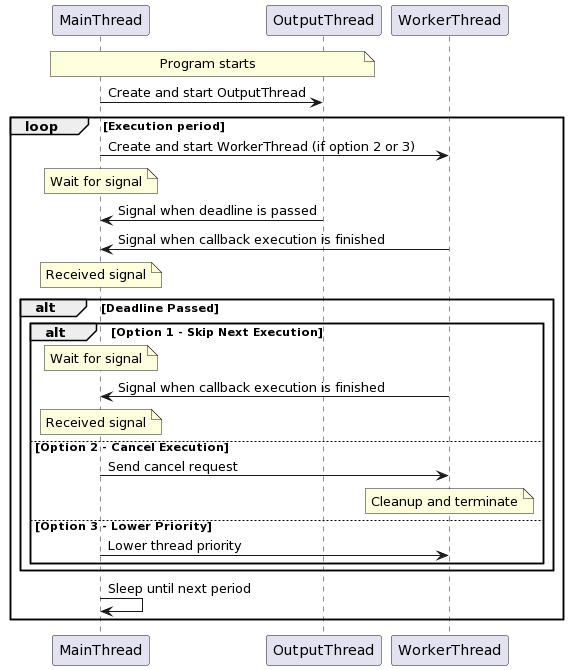 MainThread OutputThread WorkerThread
Program starts
Create and start OutputThread
loop [Execution period]
Create and start WorkerThread (if option 2 or 3)
Wait for signal
Signal when deadline is passed
Signal when callback execution is finished
Received signal
alt [Deadline Passed]
alt [Option 1 - Skip Next Execution]
Wait for signal
Signal when callback execution is finished
Received signal
[Option 2 - Cancel Execution]
Send cancel request
Cleanup and terminate
[Option 3 - Lower Priority]
Lower thread priority
Sleep until next period
MainThread OutputThread WorkerThread